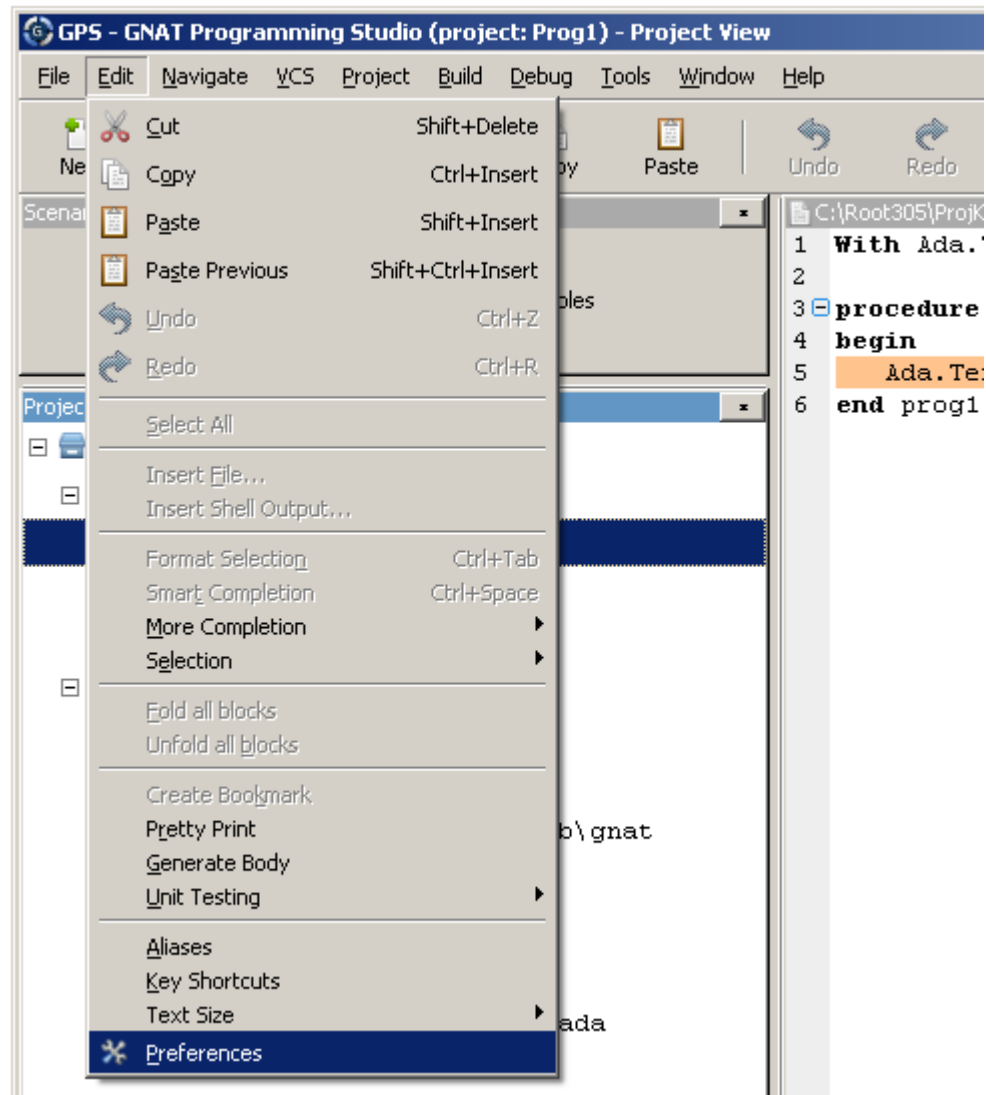 GPS - GNAT Programming Studio (project: Prog1) - Project View
File Edit Navigate VCS Project Build Debug Tools Window Help
Paste Undo Redo
Cut Shift+Delete
Copy Ctrl+Insert
Paste Shift+Insert
Paste Previous Shift+Ctrl+Insert
Undo Ctrl+Z
Redo Ctrl+R
Select All
Insert File...
Insert Shell Output...
Format Selection Ctrl+Tab
Smart Completion Ctrl+Space
More Completion
Selection
Fold all blocks
Unfold all blocks
Create Bookmark
Pretty Print
Generate Body
Unit Testing
Aliases
Key Shortcuts
Text Size
Preferences
b\gnat
ada
C:\Root305\ProjK
1 With Ada.
2
3 procedure
4 begin
5 Ada.Te
6 end prog1